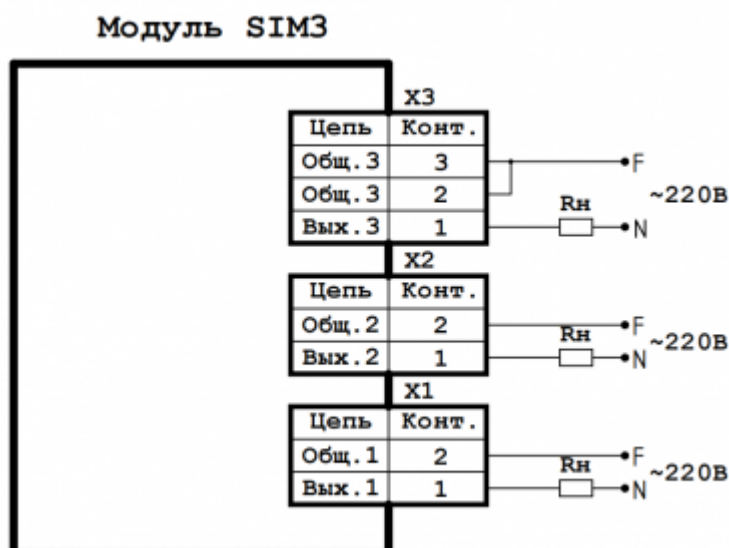 Модуль SIM3
X3
Цепь Конт.
Общ.3 3 F
Общ.3 2 Rн ~220В
Вых.3 1 N
X2
Цепь Конт.
Общ.2 2 F
Rн ~220В
Вых.2 1 N
X1
Цепь Конт.
Общ.1 2 F
Rн ~220В
Вых.1 1 N